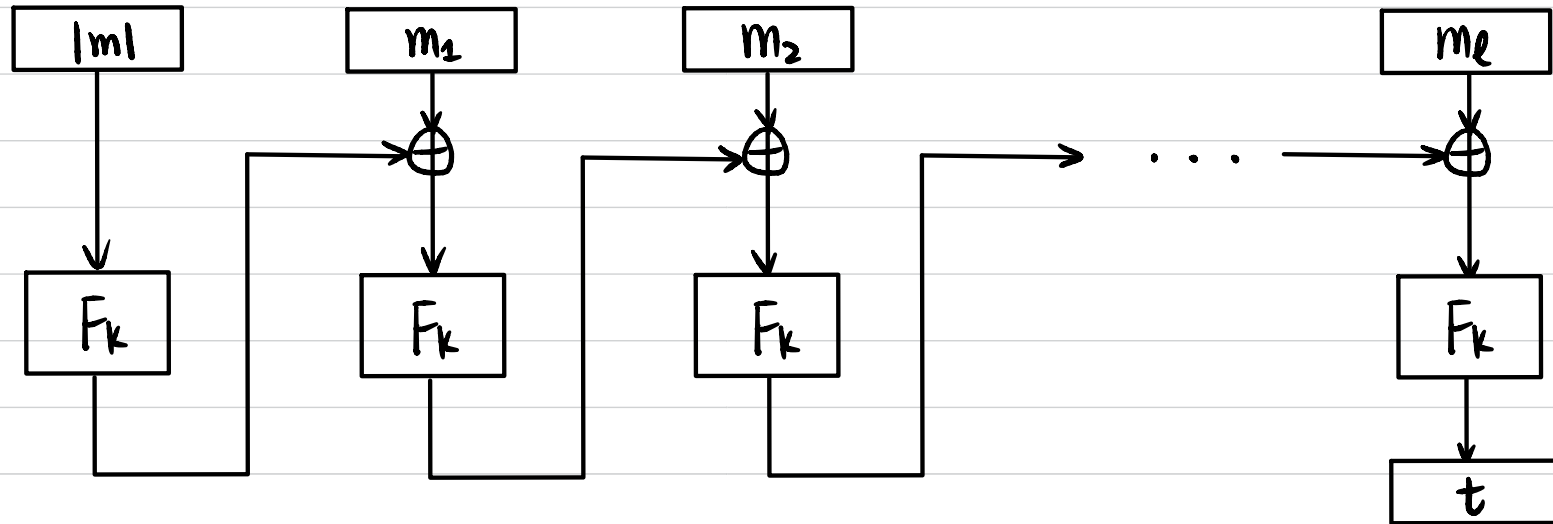 |m| m₁ m₂ mℓ
. . .
Fk Fk Fk Fk
t